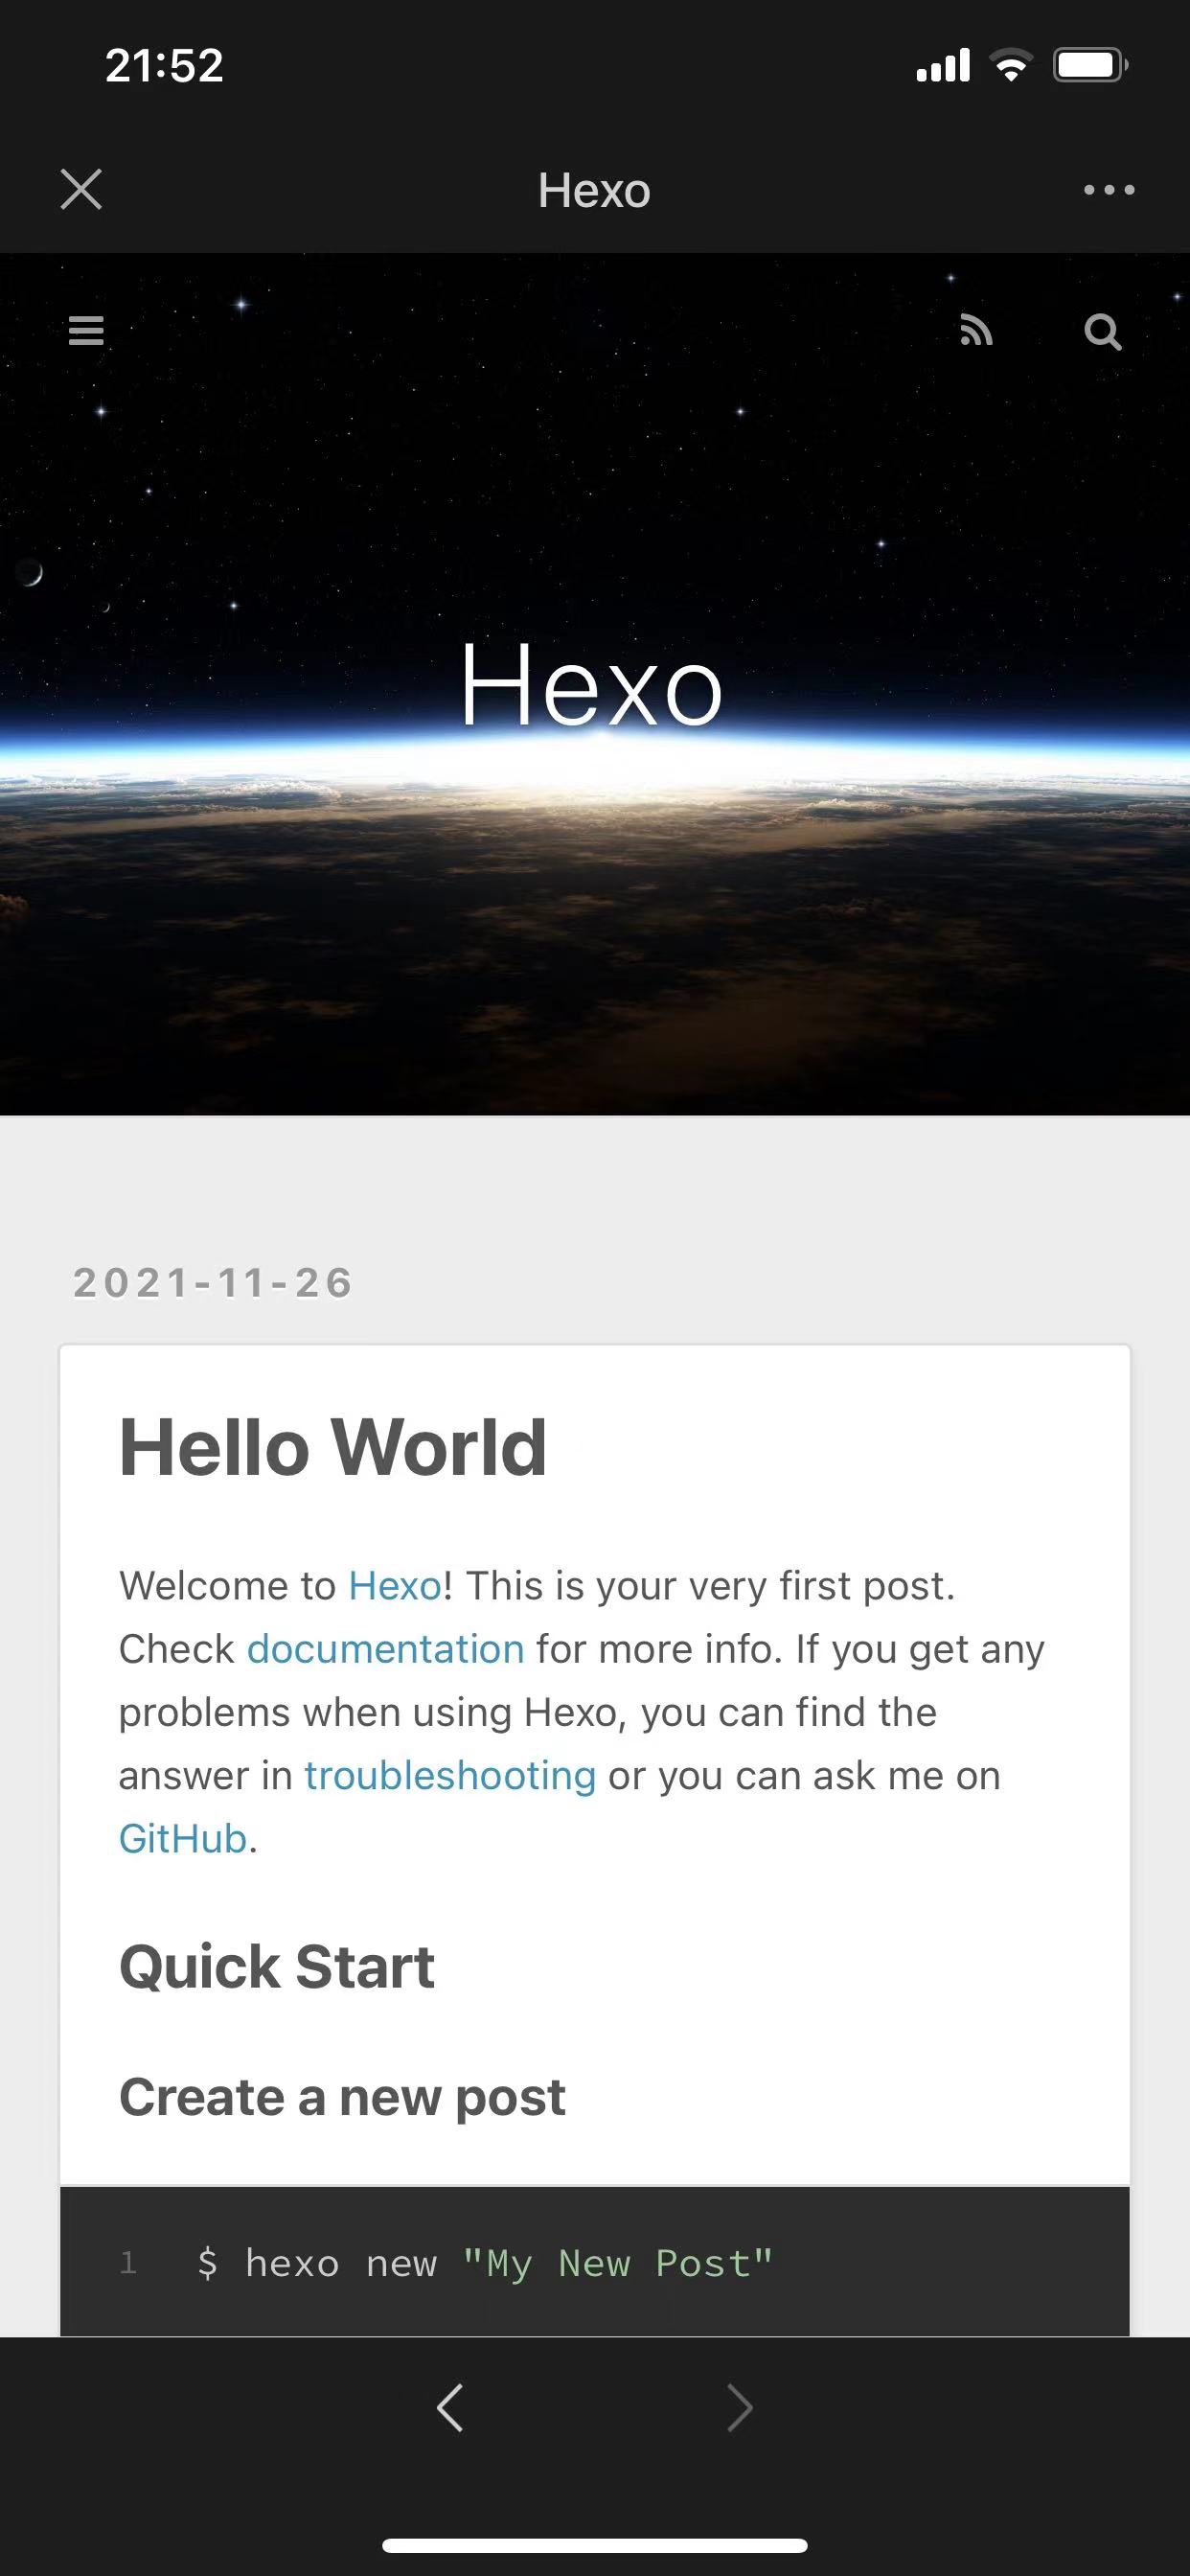 21:52
Hexo
Hexo
2021-11-26
Hello World
Welcome to Hexo! This is your very first post.
Check documentation for more info. If you get any
problems when using Hexo, you can find the
answer in troubleshooting or you can ask me on
GitHub.
Quick Start
Create a new post
1 $ hexo new "My New Post"